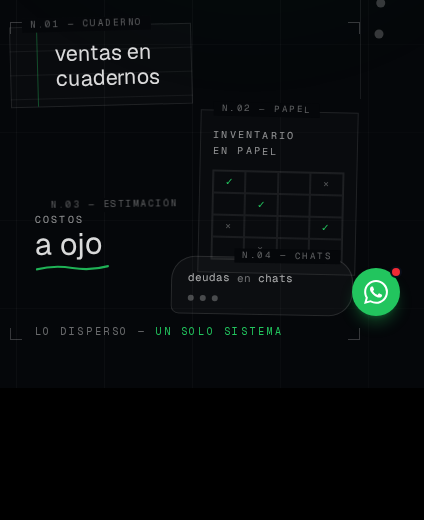 N.01 — CUADERNO
ventas en
cuadernos
N.02 — PAPEL
INVENTARIO
EN PAPEL
✓ ×
✓
× ✓
N.03 — ESTIMACIÓN
COSTOS
a ojo
N.04 — CHATS
deudas en chats
LO DISPERSO — UN SOLO SISTEMA